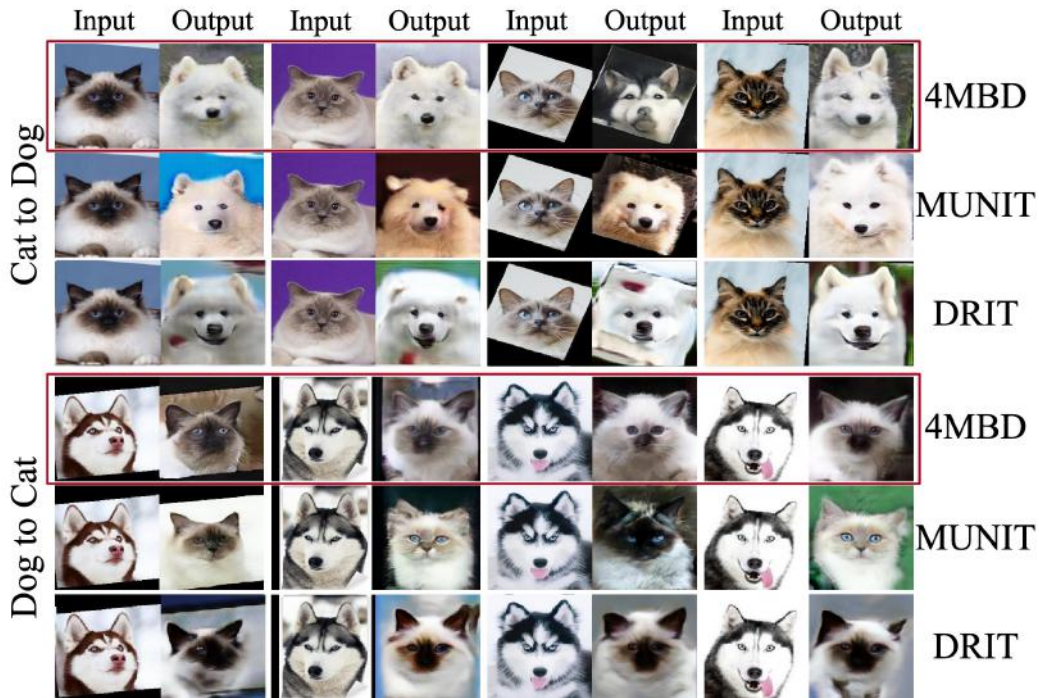 Input Output Input Output Input Output Input Output
Cat to Dog
4MBD
MUNIT
DRIT
Dog to Cat
4MBD
MUNIT
DRIT